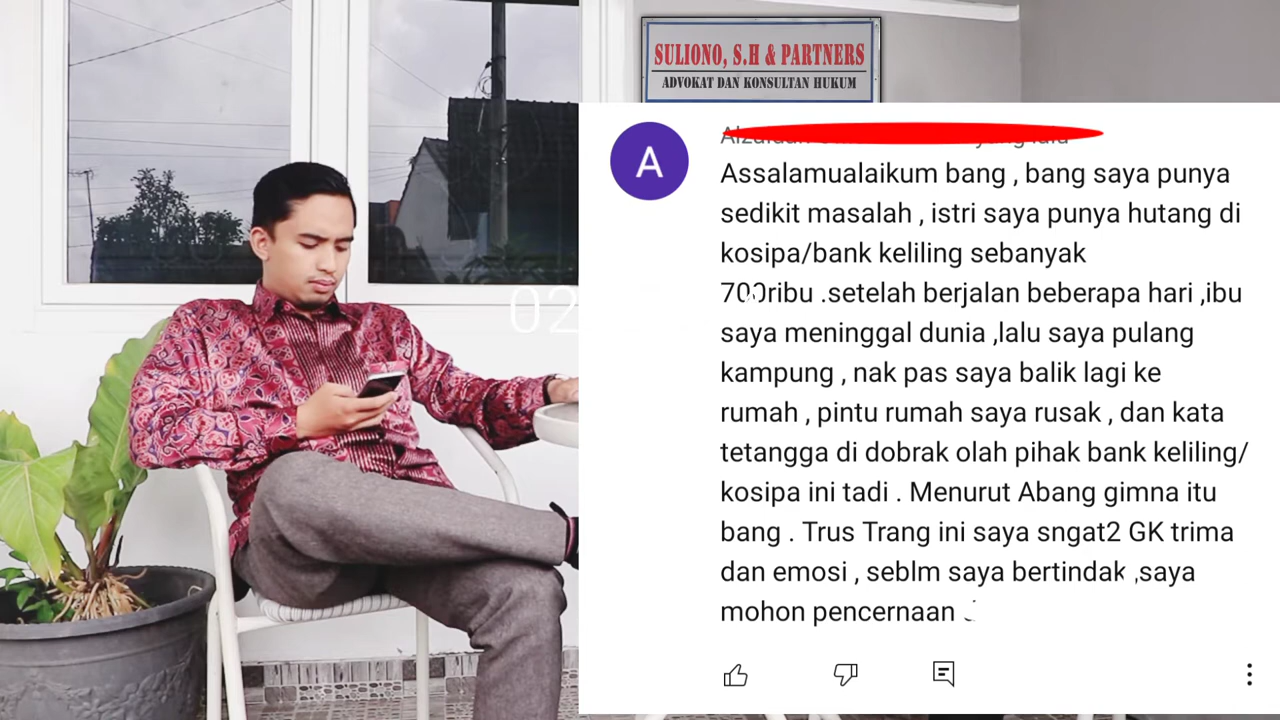 SULIONO, S.H & PARTNERS
ADVOKAT DAN KONSULTAN HUKUM
02
A
Assalamualaikum bang , bang saya punya
sedikit masalah , istri saya punya hutang di
kosipa/bank keliling sebanyak
700ribu .setelah berjalan beberapa hari ,ibu
saya meninggal dunia ,lalu saya pulang
kampung , nak pas saya balik lagi ke
rumah , pintu rumah saya rusak , dan kata
tetangga di dobrak olah pihak bank keliling/
kosipa ini tadi . Menurut Abang gimna itu
bang . Trus Trang ini saya sngat2 GK trima
dan emosi , seblm saya bertindak ,saya
mohon pencernaan